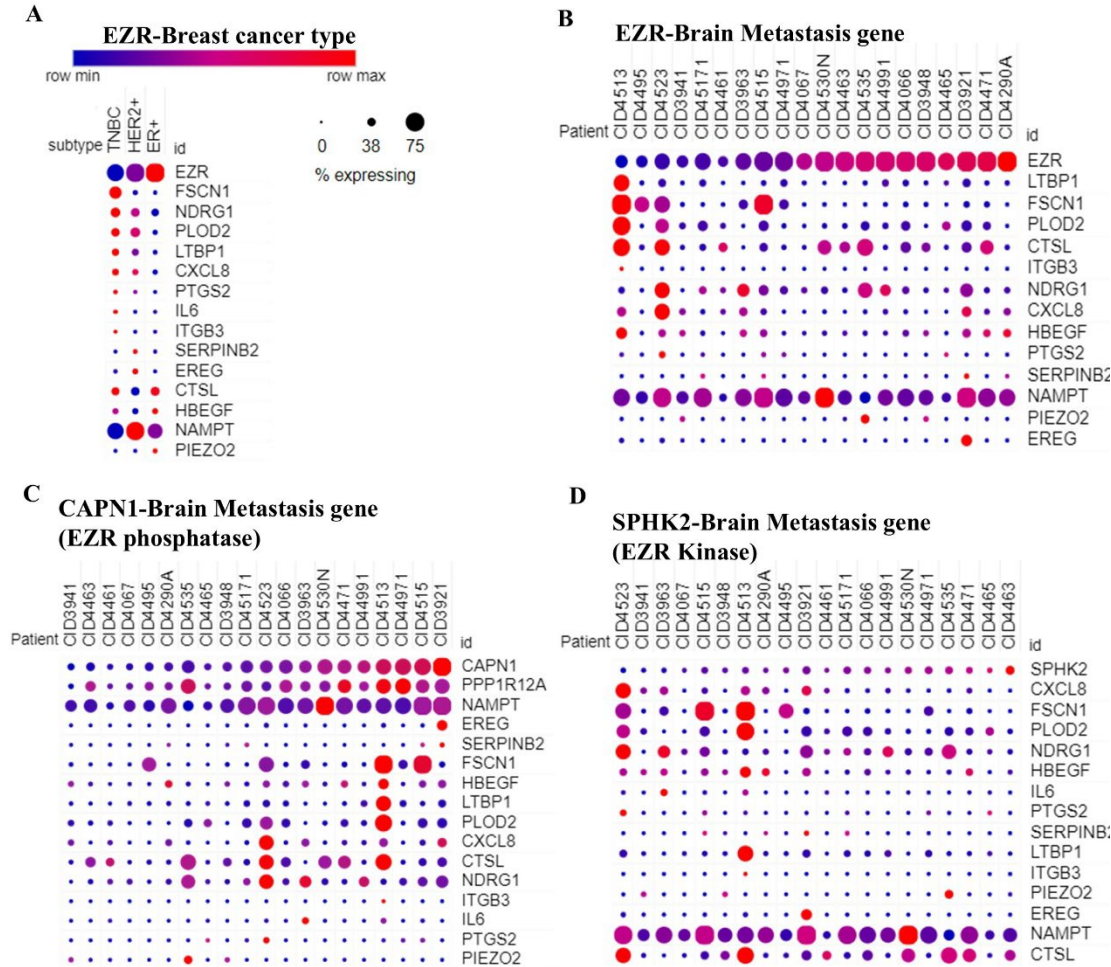 A
EZR-Breast cancer type
row min row max
subtype TNBC HER2+ ER+ id
0 38 75
% expressing
EZR
FSCN1
NDRG1
PLOD2
LTBP1
CXCL8
PTGS2
IL6
ITGB3
SERPINB2
EREG
CTSL
HBEGF
NAMPT
PIEZO2
B
EZR-Brain Metastasis gene
Patient CID4513 CID4495 CID4523 CID3941 CID45171 CID4461 CID3963 CID4515 CID44971 CID4067 CID4530N CID4463 CID4535 CID44991 CID4066 CID3948 CID4465 CID3921 CID4471 CID4290A id
EZR
LTBP1
FSCN1
PLOD2
CTSL
ITGB3
NDRG1
CXCL8
HBEGF
PTGS2
SERPINB2
NAMPT
PIEZO2
EREG
C
CAPN1-Brain Metastasis gene
(EZR phosphatase)
Patient CID3941 CID4463 CID4461 CID4067 CID4495 CID4290A CID4535 CID4465 CID3948 CID45171 CID4523 CID4066 CID3963 CID4530N CID4471 CID44991 CID4513 CID44971 CID4515 CID3921 id
CAPN1
PPP1R12A
NAMPT
EREG
SERPINB2
FSCN1
HBEGF
LTBP1
PLOD2
CXCL8
CTSL
NDRG1
ITGB3
IL6
PTGS2
PIEZO2
D
SPHK2-Brain Metastasis gene
(EZR Kinase)
Patient CID4523 CID3941 CID3963 CID4067 CID4515 CID3948 CID4513 CID4290A CID4495 CID3921 CID4461 CID45171 CID4066 CID44991 CID4530N CID44971 CID4535 CID4471 CID4465 CID4463 id
SPHK2
CXCL8
FSCN1
PLOD2
NDRG1
HBEGF
IL6
PTGS2
SERPINB2
LTBP1
ITGB3
PIEZO2
EREG
NAMPT
CTSL